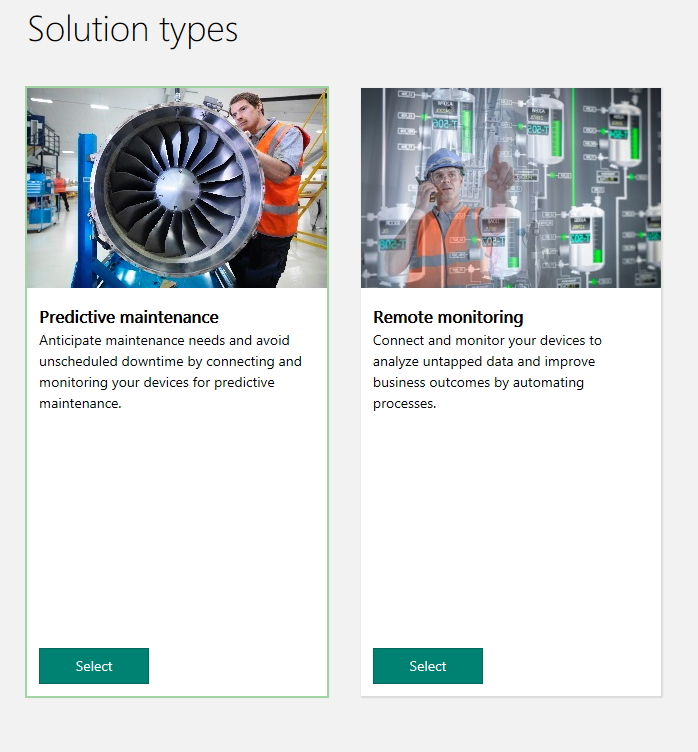 Solution types
Predictive maintenance
Anticipate maintenance needs and avoid
unscheduled downtime by connecting and
monitoring your devices for predictive
maintenance.
Select
Remote monitoring
Connect and monitor your devices to
analyze untapped data and improve
business outcomes by automating
processes.
Select